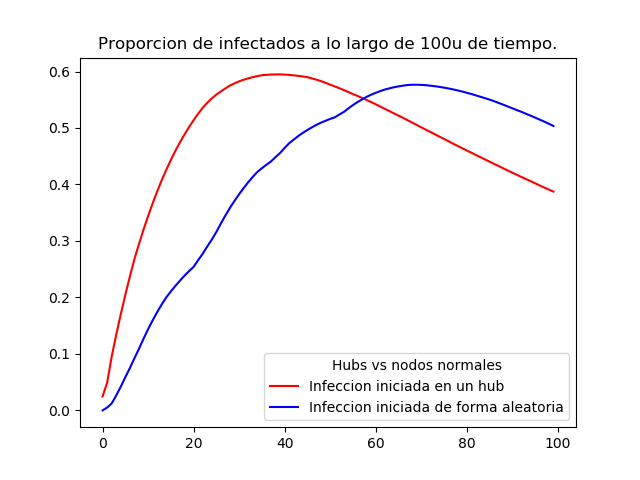 Proporcion de infectados a lo largo de 100u de tiempo.
0.6
0.5
0.4
0.3
0.2
0.1
0.0
Hubs vs nodos normales
Infeccion iniciada en un hub
Infeccion iniciada de forma aleatoria
0 20 40 60 80 100